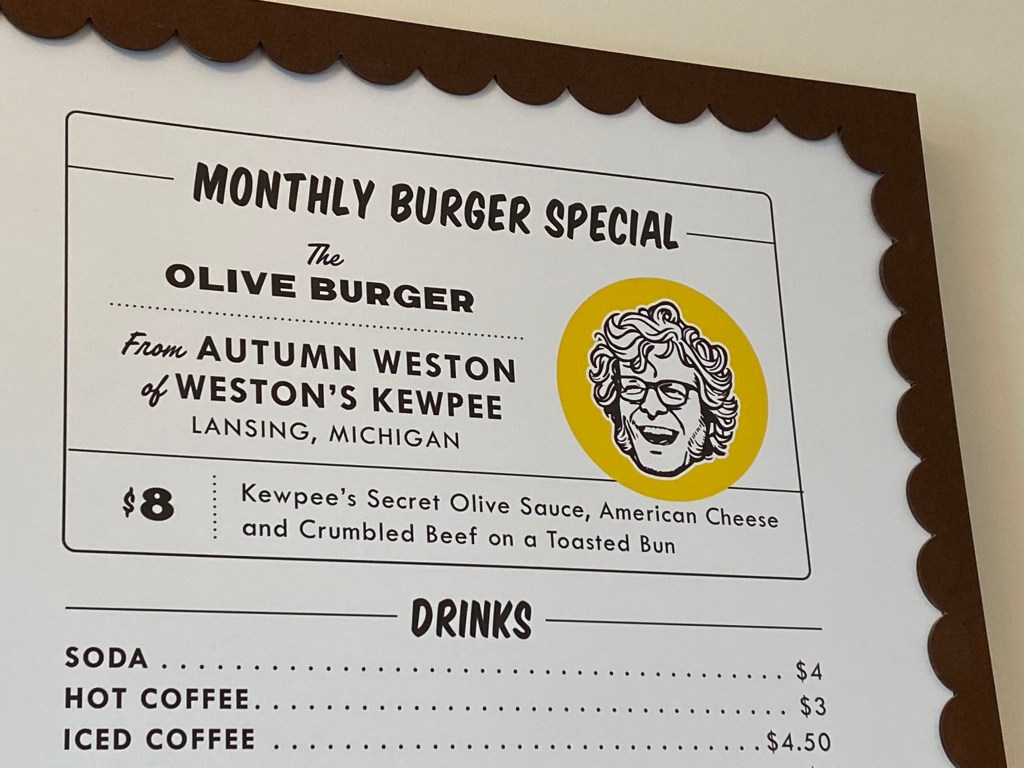 MONTHLY BURGER SPECIAL
The
OLIVE BURGER
From AUTUMN WESTON
of WESTON'S KEWPEE
LANSING, MICHIGAN
$8
Kewpee's Secret Olive Sauce, American Cheese
and Crumbled Beef on a Toasted Bun
DRINKS
SODA . . . . . . . . . . . . . . . . . . . . . . . . . . . . . . . . . . . $4
HOT COFFEE. . . . . . . . . . . . . . . . . . . . . . . . . . . . . . $3
ICED COFFEE . . . . . . . . . . . . . . . . . . . . . . . . . . . $4.50